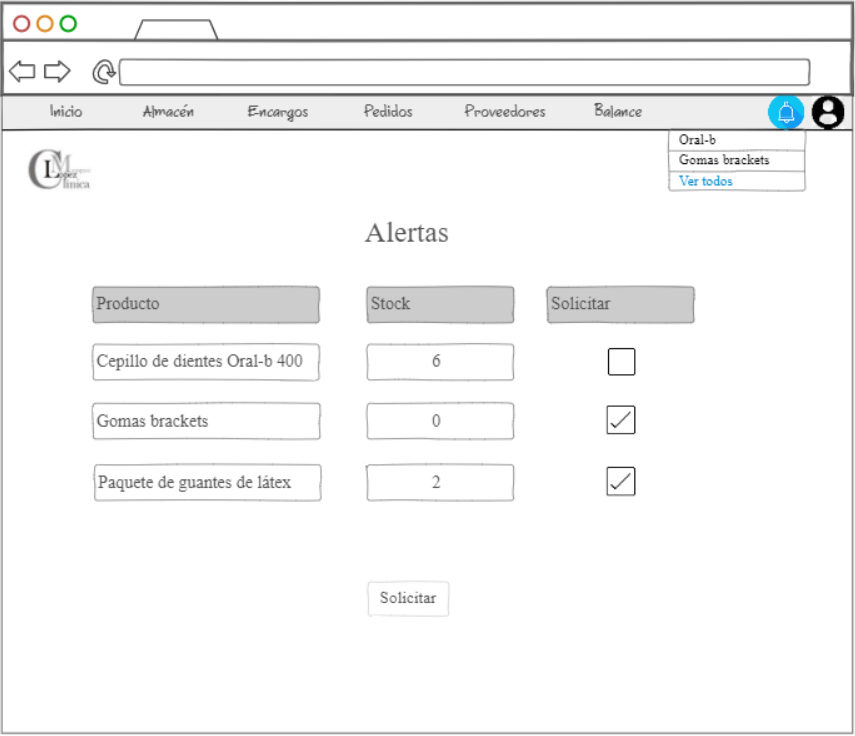 Inicio Almacén Encargos Pedidos Proveedores Balance
Oral-b
Gomas brackets
Ver todos
CLM
López
Clínica
Alertas
Producto Stock Solicitar
Cepillo de dientes Oral-b 400 6
Gomas brackets 0
Paquete de guantes de látex 2
Solicitar